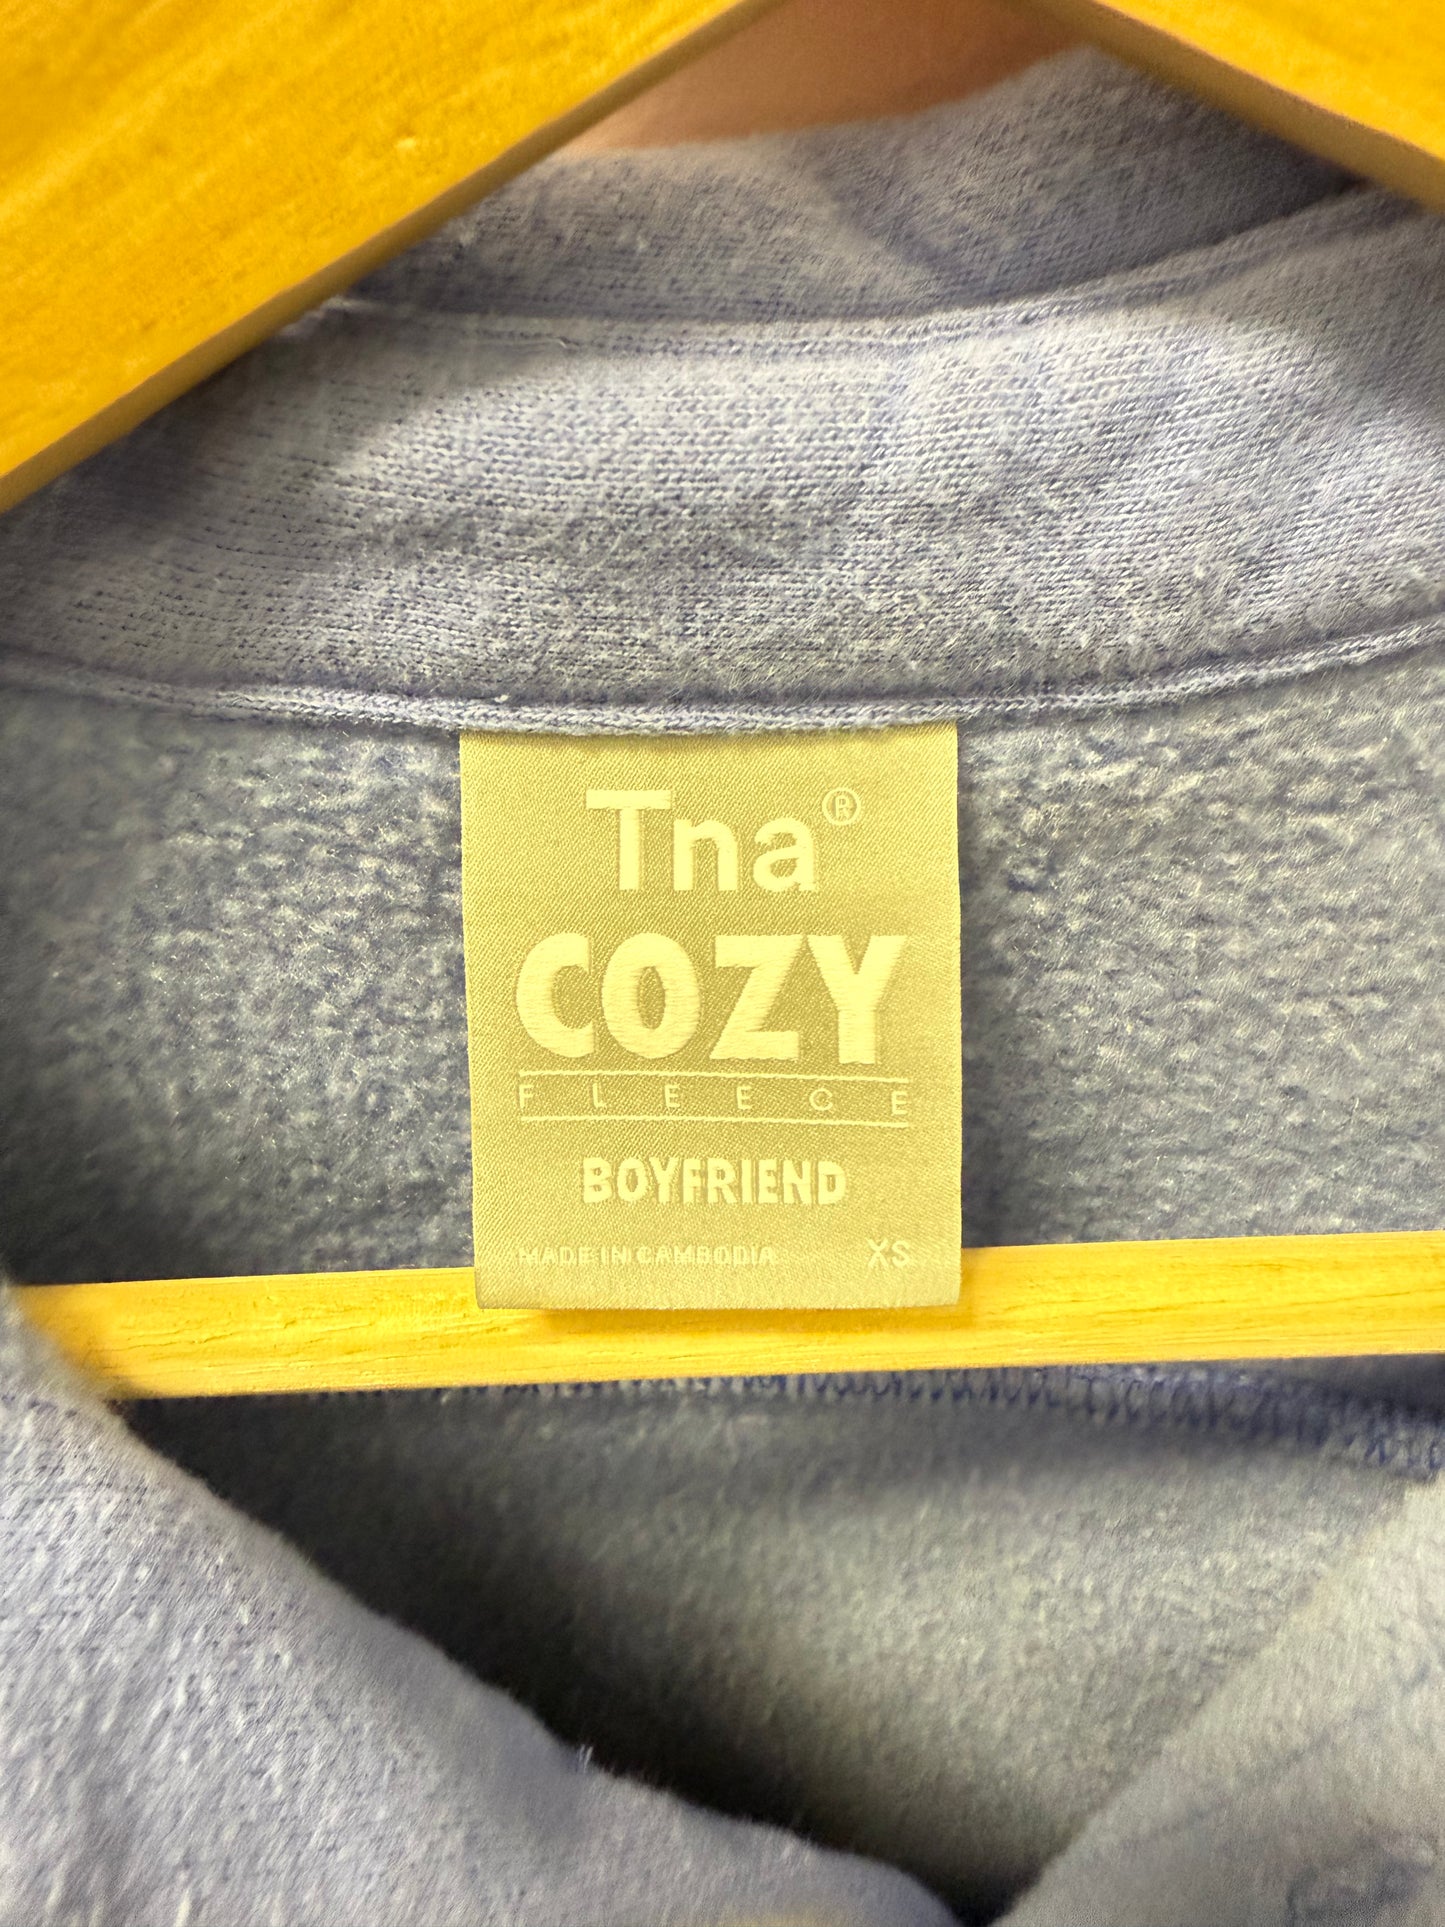 Tna®
COZY
FLEECE
BOYFRIEND
MADE IN CAMBODIA XS